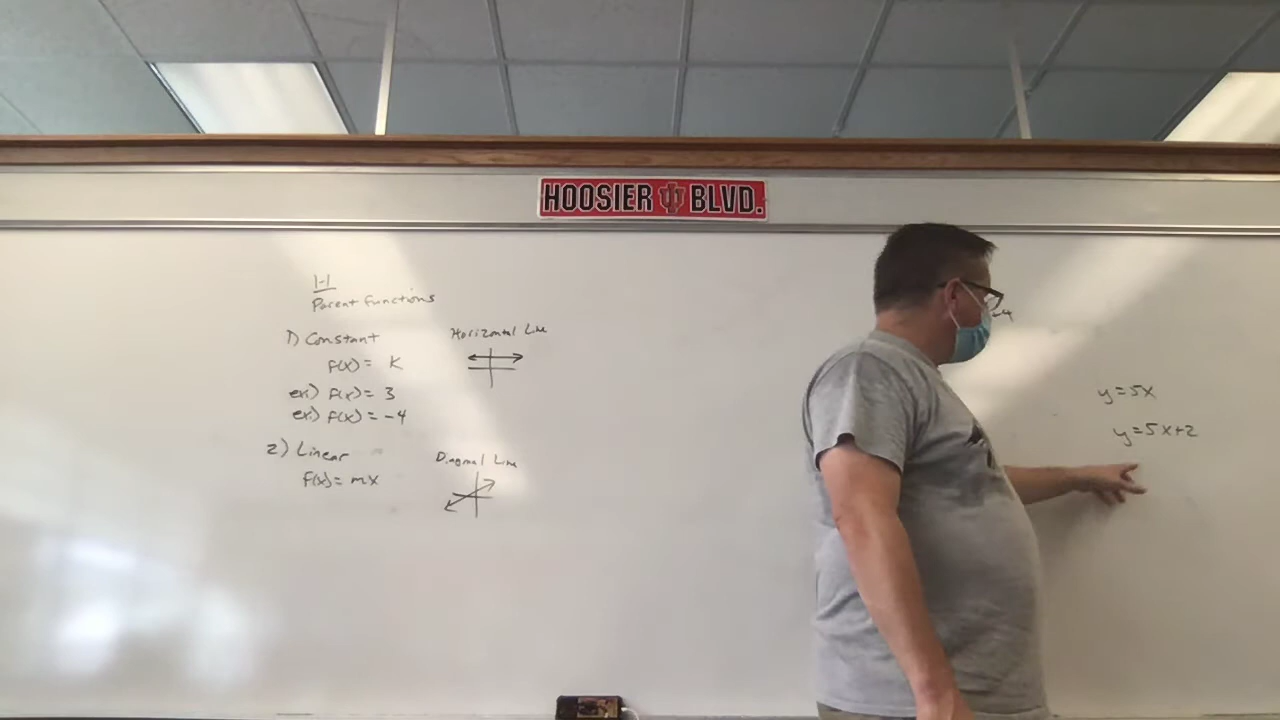 HOOSIER BLVD.
1-1
Parent Functions
1) Constant
f(x) = K
ex.) f(x) = 3
ex.) f(x) = -4
Horizontal Line
2) Linear
f(x) = mx
Diagonal Line
y=5x
y=5x+2